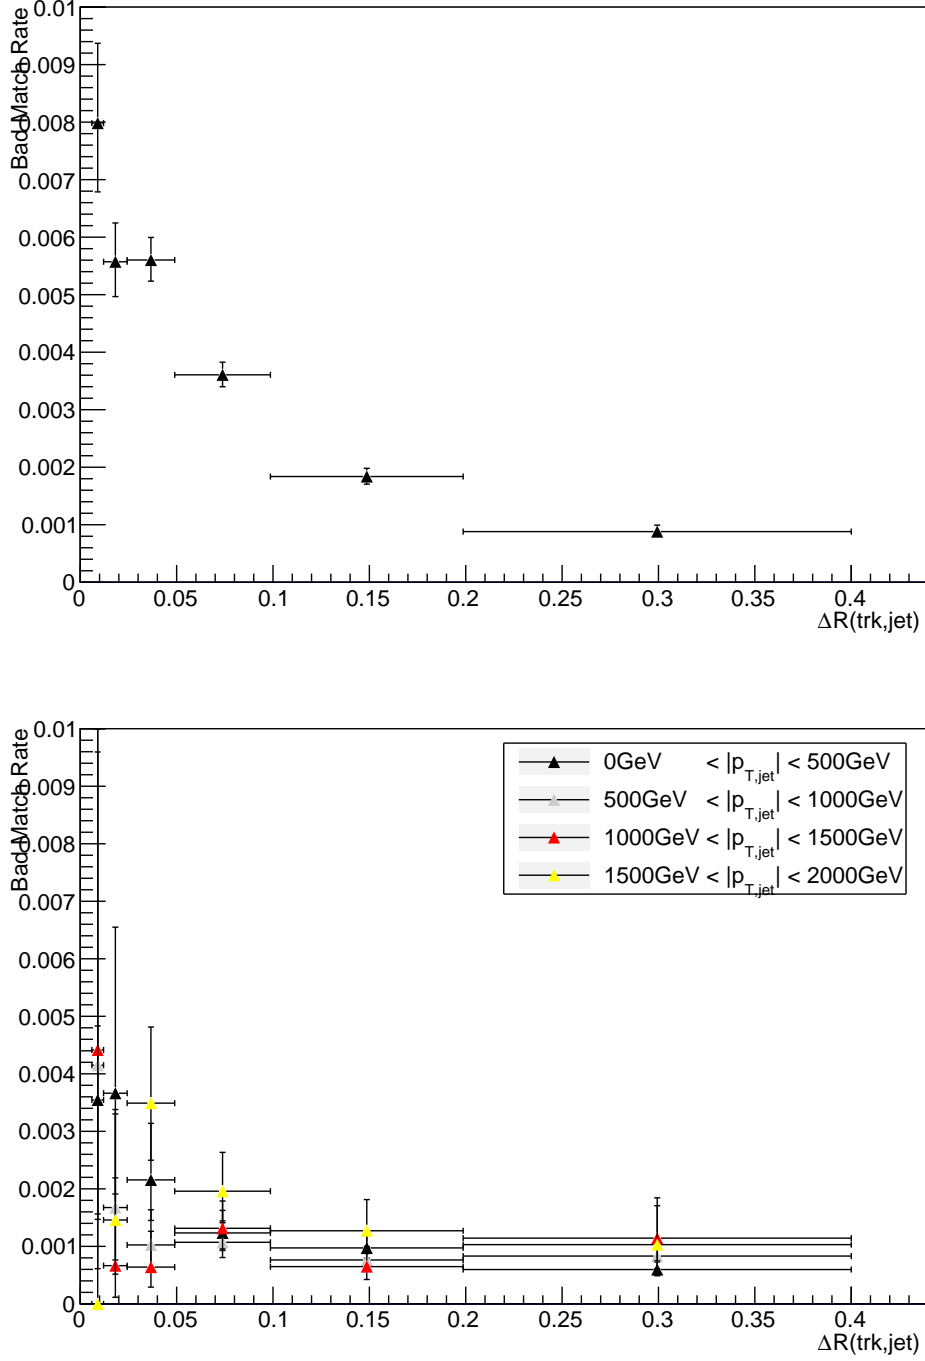 Bad Match Rate
0.01
0.009
0.008
0.007
0.006
0.005
0.004
0.003
0.002
0.001
0
0 0.05 0.1 0.15 0.2 0.25 0.3 0.35 0.4
ΔR(trk,jet)
Bad Match Rate
0.01
0.009
0.008
0.007
0.006
0.005
0.004
0.003
0.002
0.001
0
0GeV < |p_T,jet| < 500GeV
500GeV < |p_T,jet| < 1000GeV
1000GeV < |p_T,jet| < 1500GeV
1500GeV < |p_T,jet| < 2000GeV
0 0.05 0.1 0.15 0.2 0.25 0.3 0.35 0.4
ΔR(trk,jet)